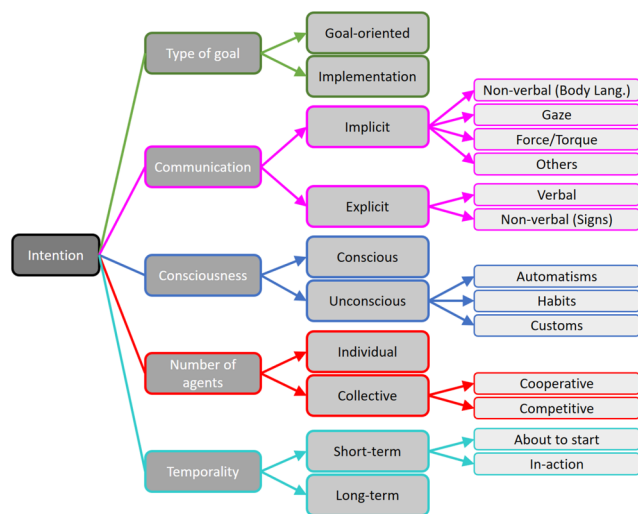 Intention
Type of goal
Goal-oriented
Implementation
Communication
Implicit
Non-verbal (Body Lang.)
Gaze
Force/Torque
Others
Explicit
Verbal
Non-verbal (Signs)
Consciousness
Conscious
Unconscious
Automatisms
Habits
Customs
Number of
agents
Individual
Collective
Cooperative
Competitive
Temporality
Short-term
About to start
In-action
Long-term